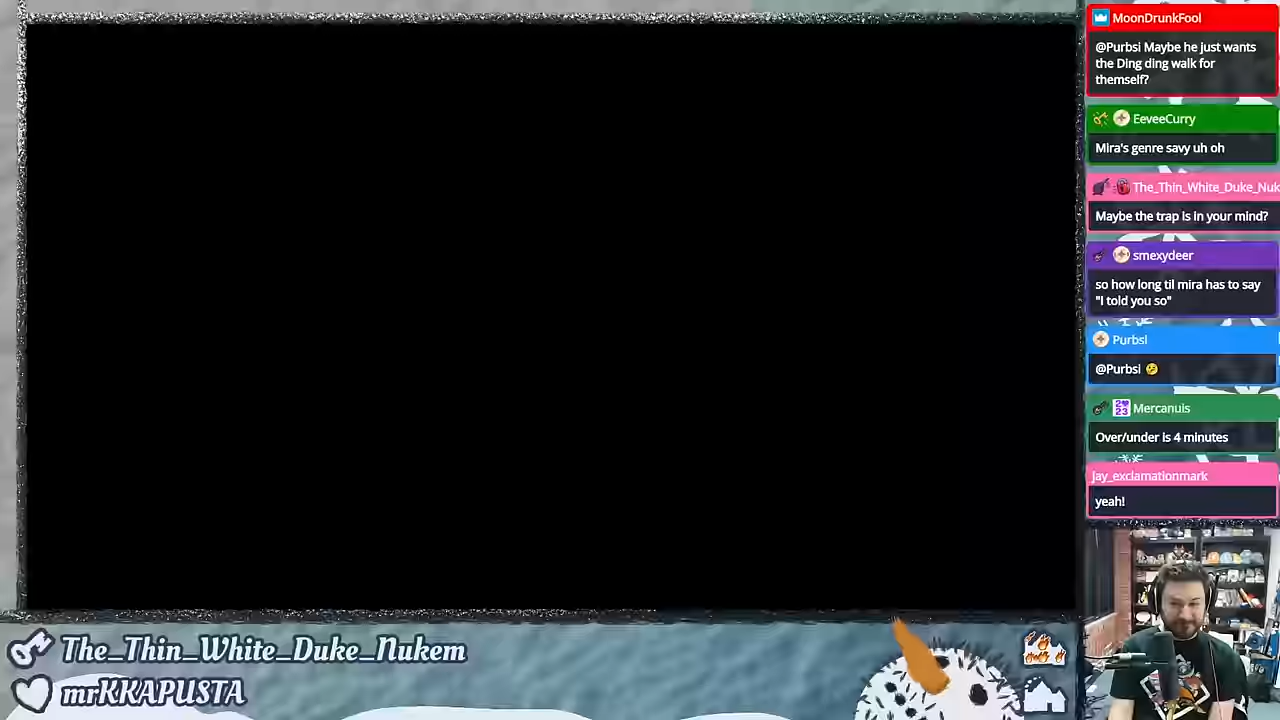 MoonDrunkFool
@Purbsi Maybe he just wants
the Ding ding walk for
themself?
EeveeCurry
Mira's genre savy uh oh
The_Thin_White_Duke_Nuk
Maybe the trap is in your mind?
smexydeer
so how long til mira has to say
"I told you so"
Purbsi
@Purbsi 🤨
Mercanuis
Over/under is 4 minutes
Jay_exclamationmark
yeah!
The_Thin_White_Duke_Nukem
mrKKAPUSTA